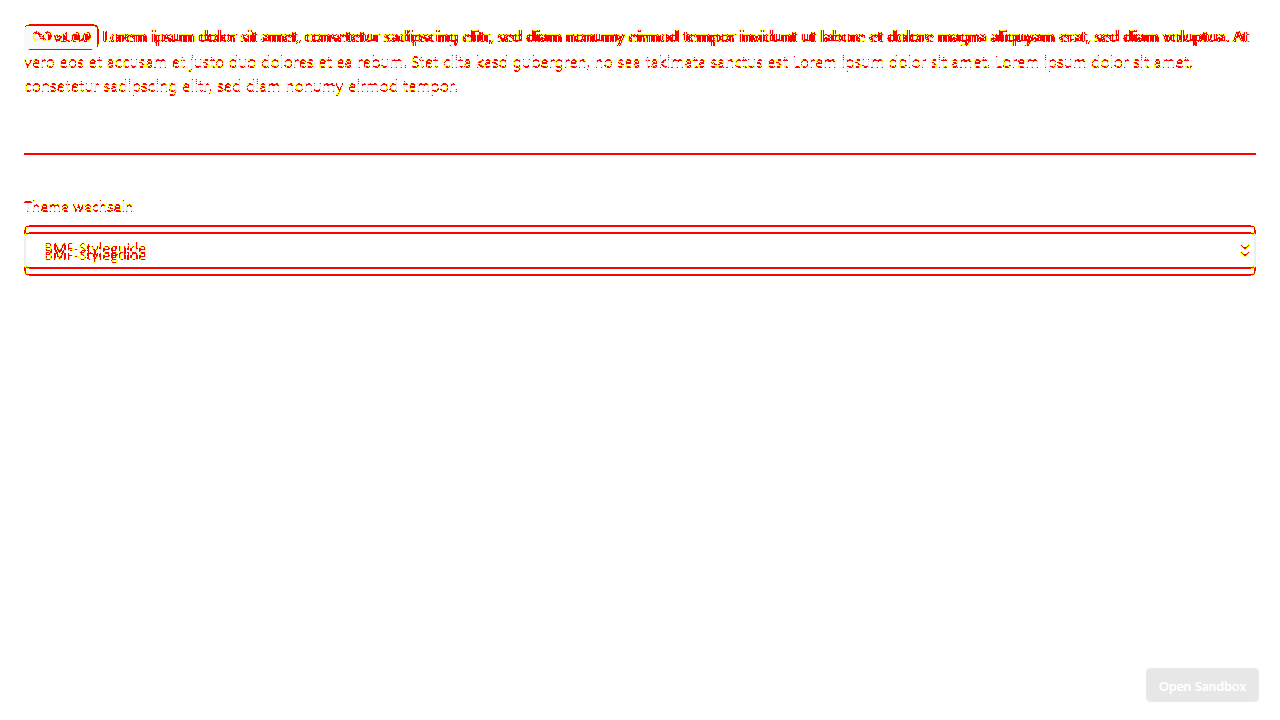 Lorem ipsum dolor sit amet, consetetur sadipscing elitr, sed diam nonumy eirmod tempor invidunt ut labore et dolore magna aliquyam erat, sed diam voluptua. At
vero eos et accusam et justo duo dolores et ea rebum. Stet clita kasd gubergren, no sea takimata sanctus est Lorem ipsum dolor sit amet. Lorem ipsum dolor sit amet,
consetetur sadipscing elitr, sed diam nonumy eirmod tempor.
Theme wechseln
BMF-Styleguide
Open Sandbox